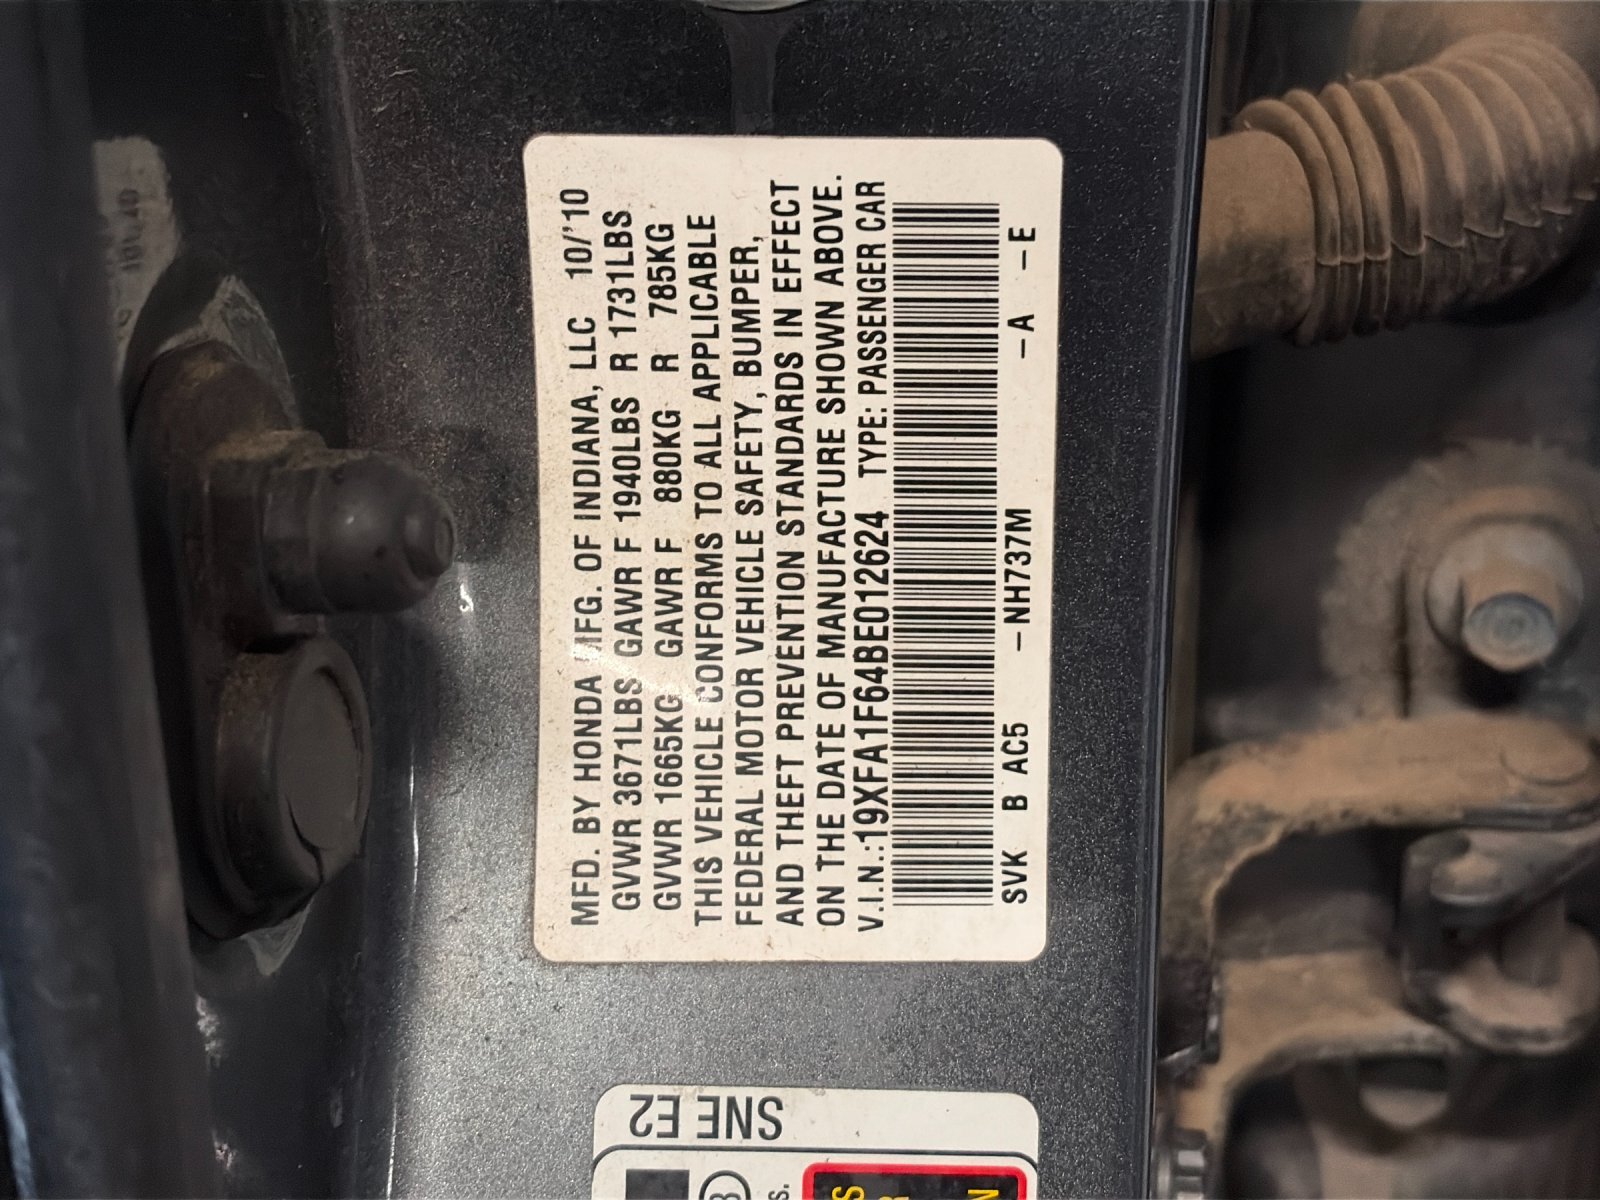 MFD. BY HONDA MFG. OF INDIANA, LLC 10/'10
GVWR 3671LBS GAWR F 1940LBS R 1731LBS
GVWR 1665KG GAWR F 880KG R 785KG
THIS VEHICLE CONFORMS TO ALL APPLICABLE
FEDERAL MOTOR VEHICLE SAFETY, BUMPER,
AND THEFT PREVENTION STANDARDS IN EFFECT
ON THE DATE OF MANUFACTURE SHOWN ABOVE.
V.I.N.:19XFA1F64BE012624 TYPE: PASSENGER CAR
SVK B AC5 -NH737M -A -E
SNE E2